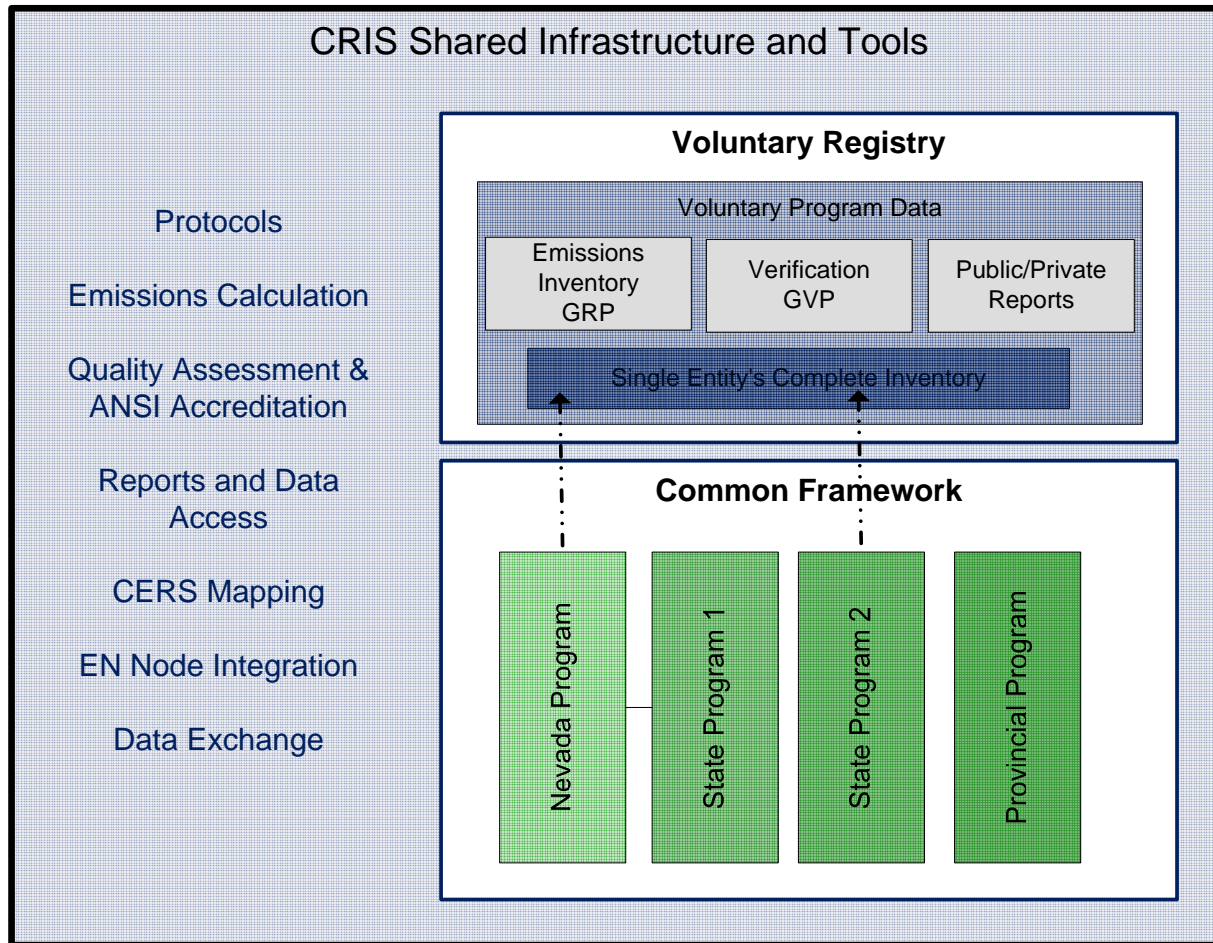 CRIS Shared Infrastructure and Tools
Protocols
Emissions Calculation
Quality Assessment &
ANSI Accreditation
Reports and Data
Access
CERS Mapping
EN Node Integration
Data Exchange
Voluntary Registry
Voluntary Program Data
Emissions
Inventory
GRP
Verification
GVP
Public/Private
Reports
Single Entity's Complete Inventory
Common Framework
Nevada Program
State Program 1
State Program 2
Provincial Program